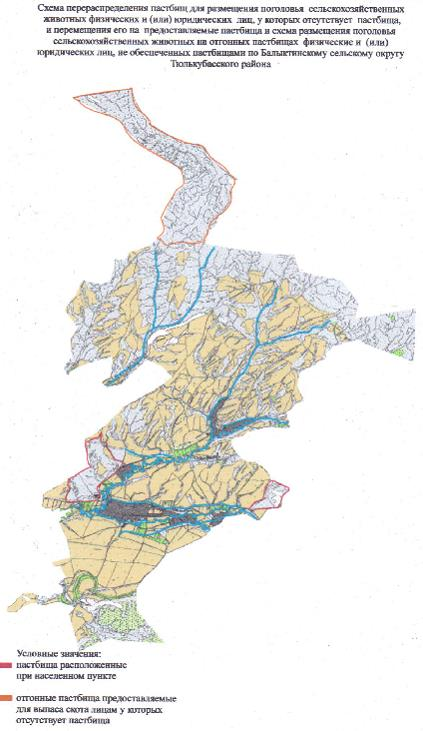 Схема перераспределения пастбищ для размещения поголовья сельскохозяйственных
животных физических и (или) юридических лиц, у которых отсутствует пастбища,
и перемещения его на предоставляемые пастбища и схема размещения поголовья
сельскохозяйственных животных на отгонных пастбищах физические и (или)
юридических лиц, не обеспеченных пастбищами по Балыктинскому сельскому округу
Тюлькубасского района
Условные значения:
пастбища расположенные
при населенном пункте
отгонные пастбища предоставляемые
для выпаса скота лицам у которых
отсутствует пастбища